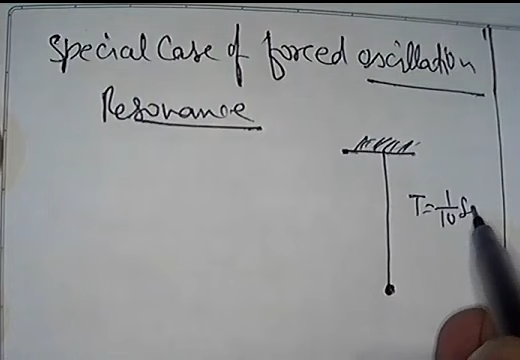 Special Case of forced oscillation
Resonance
T=1/10 S